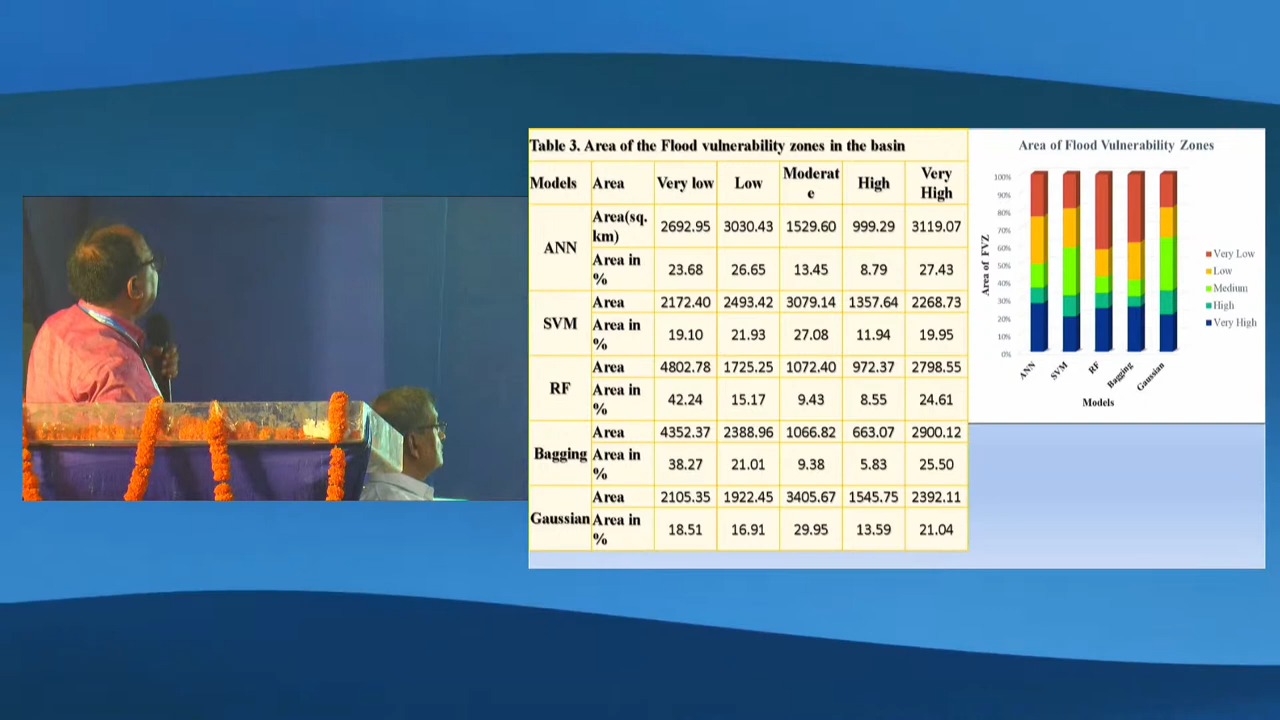 Table 3. Area of the Flood vulnerability zones in the basin
Models Area Very low Low Moderat
e High Very
High
ANN Area(sq.
km) 2692.95 3030.43 1529.60 999.29 3119.07
Area in
% 23.68 26.65 13.45 8.79 27.43
SVM Area 2172.40 2493.42 3079.14 1357.64 2268.73
Area in
% 19.10 21.93 27.08 11.94 19.95
RF Area 4802.78 1725.25 1072.40 972.37 2798.55
Area in
% 42.24 15.17 9.43 8.55 24.61
Bagging Area 4352.37 2388.96 1066.82 663.07 2900.12
Area in
% 38.27 21.01 9.38 5.83 25.50
Gaussian Area 2105.35 1922.45 3405.67 1545.75 2392.11
Area in
% 18.51 16.91 29.95 13.59 21.04
Area of Flood Vulnerability Zones
Area of FVZ
100%
90%
80%
70%
60%
50%
40%
30%
20%
10%
0%
ANN
SVM
RF
Bagging
Gaussian
Models
Very Low
Low
Medium
High
Very High